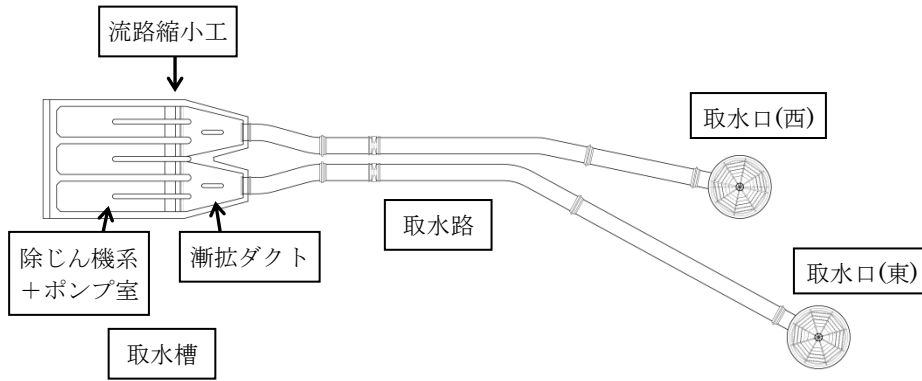 流路縮小工
取水口(西)
取水路
除じん機系
＋ポンプ室
漸拡ダクト
取水口(東)
取水槽